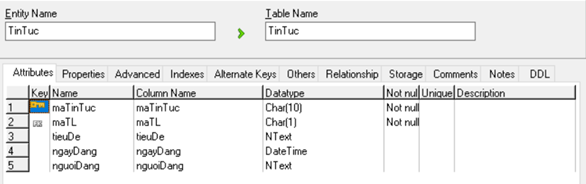 Entity Name
Table Name
TinTuc
TinTuc
Attributes Properties Advanced Indexes Alternate Keys Others Relationship Storage Comments Notes DDL
Key Name Column Name Datatype Not nul Unique Description
1 maTinTuc maTinTuc Char(10) Not null
2 maTL maTL Char(1) Not null
3 tieuDe tieuDe NText
4 ngayDang ngayDang DateTime
5 nguoiDang nguoiDang NText